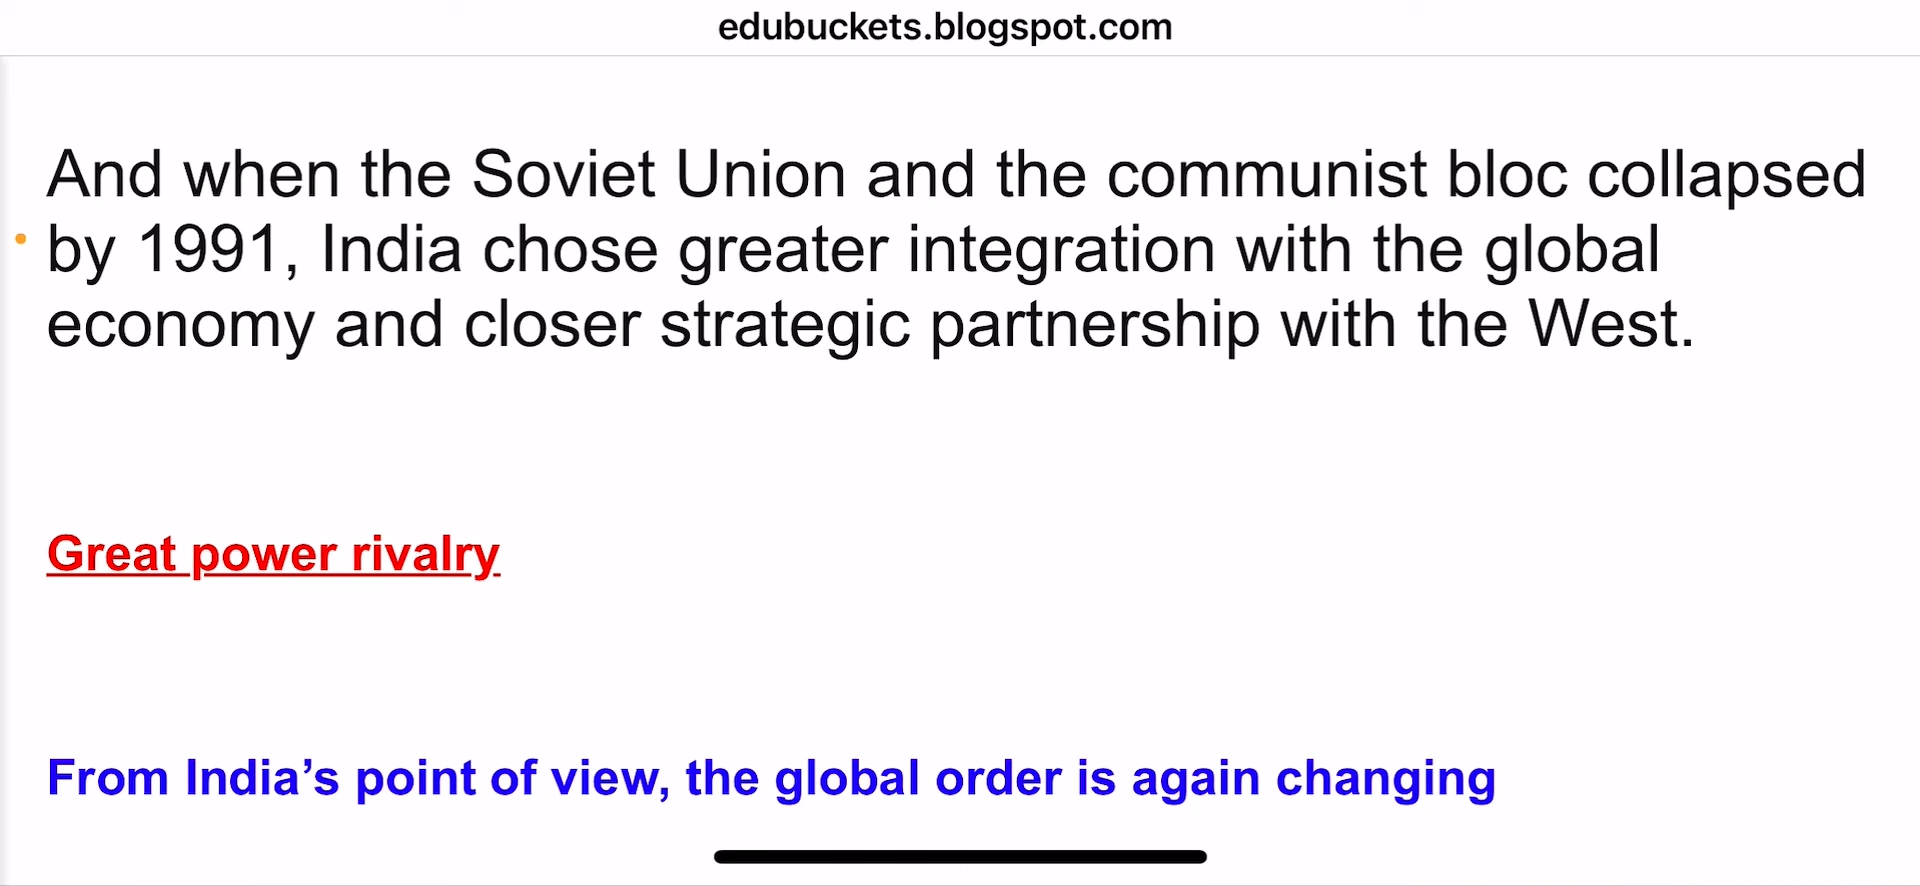 edubuckets.blogspot.com
And when the Soviet Union and the communist bloc collapsed
by 1991, India chose greater integration with the global
economy and closer strategic partnership with the West.
Great power rivalry
From India’s point of view, the global order is again changing